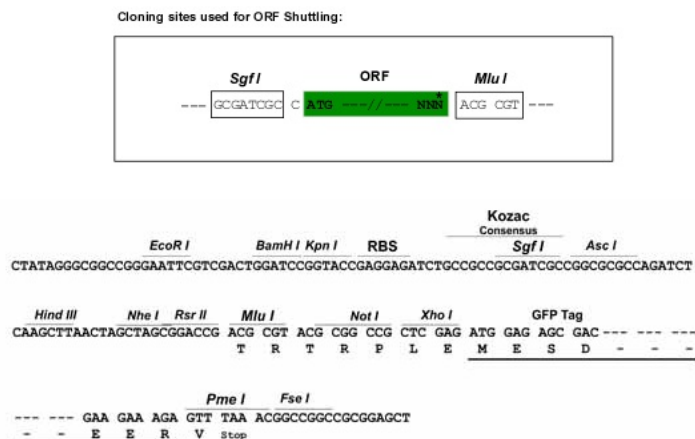 Cloning sites used for ORF Shuttling:
Sgf I ORF Mlu I
--- GCGATCGC C ATG ---//--- NNN* ACG CGT ---
Kozac
Consensus
EcoR I BamH I Kpn I RBS Sgf I Asc I
CTATAGGGCGGCCGGGAATTCGTCGACTGGATCCGGTACCGAGGAGATCTGCCGCCGCGATCGCCGGCGCGCCAGATCT
Hind III Nhe I Rsr II Mlu I Not I Xho I GFP Tag
CAAGCTTAACTAGCTAGCGGACCG ACG CGT ACG CGG CCG CTC GAG ATG GAG AGC GAC--- --- ---
T R T R P L E M E S D - - -
Pme I Fse I
--- --- GAA GAA AGA GTT TAA ACGGCCGGCCGCGGAGCT
- - E E R V Stop